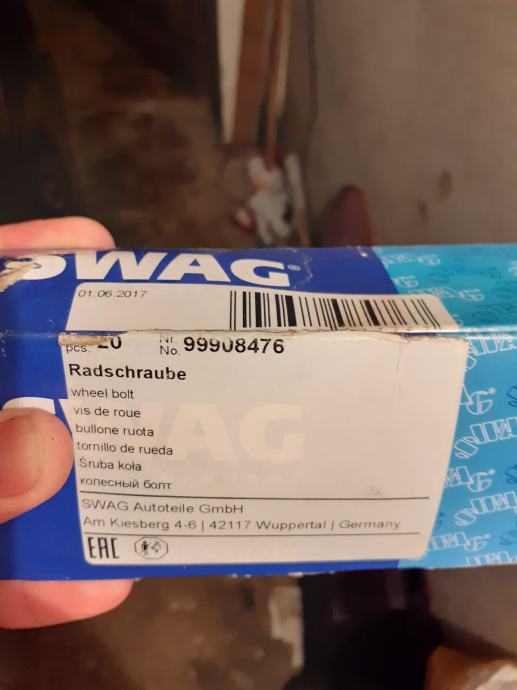 SWAG®
01.06.2017
pcs. 20 Nr. No. 99908476
Radschraube
wheel bolt
vis de roue
bullone ruota
tornillo de rueda
Śruba koła
колесный болт
SWAG Autoteile GmbH
Am Kiesberg 4-6 | 42117 Wuppertal | Germany
EAC